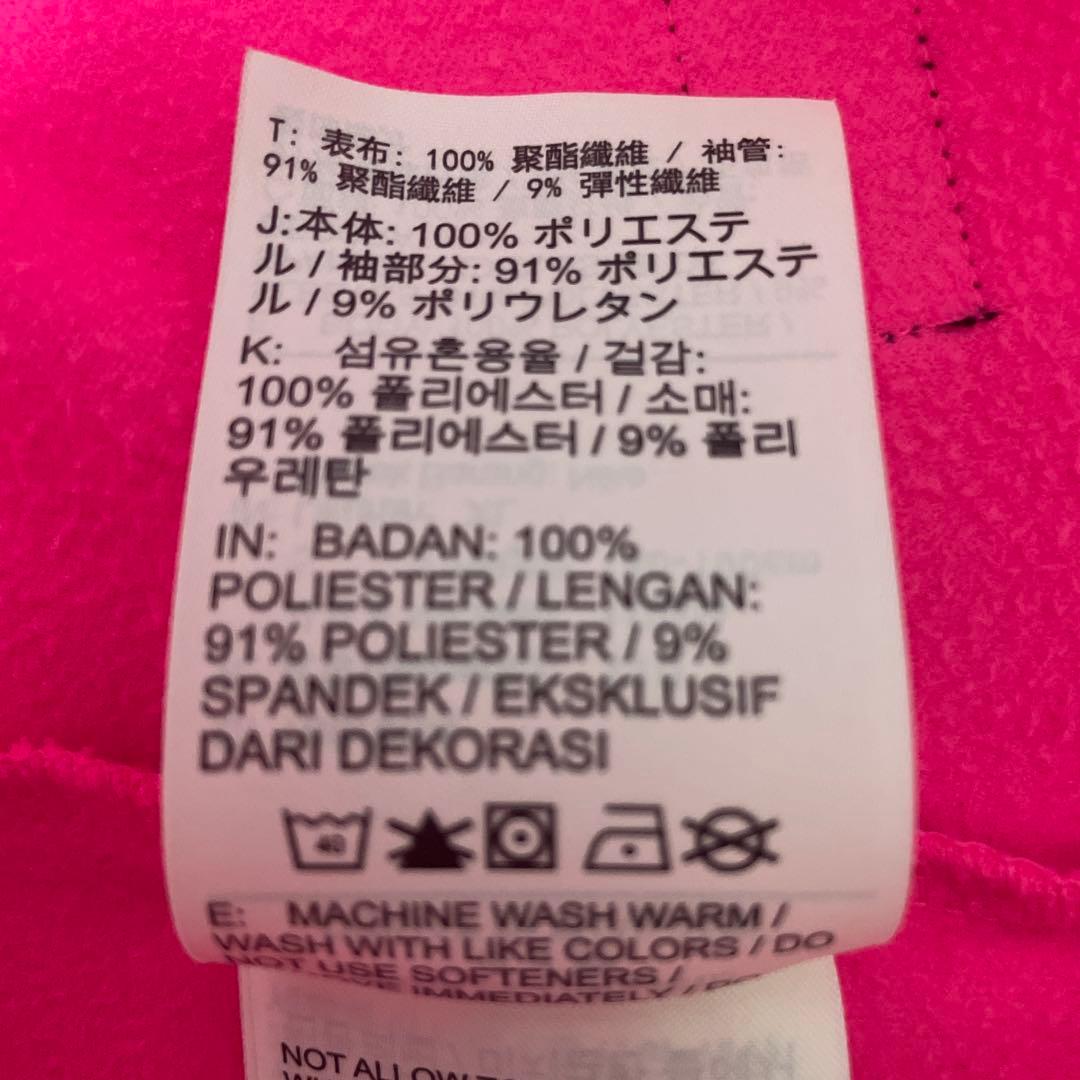 T: 表布: 100% 聚酯纖維 / 袖管:
91% 聚酯纖維 / 9% 彈性纖維
J:本体: 100% ポリエステ
ル / 袖部分: 91% ポリエステ
ル / 9% ポリウレタン
K: 섬유혼용율 / 겉감:
100% 폴리에스터 / 소매:
91% 폴리에스터 / 9% 폴리
우레탄
IN: BADAN: 100%
POLIESTER / LENGAN:
91% POLIESTER / 9%
SPANDEK / EKSKLUSIF
DARI DEKORASI
40
E: MACHINE WASH WARM /
WASH WITH LIKE COLORS / DO
NOT USE SOFTENERS /
IMMEDIATELY /
NOT ALLOW